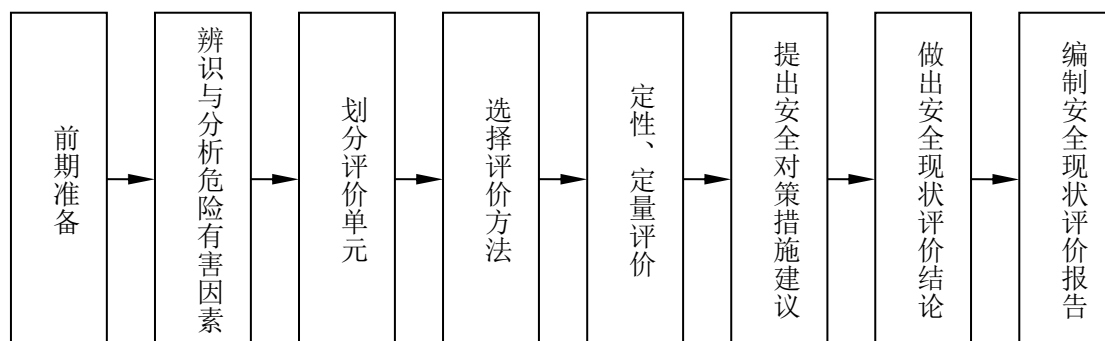 前期准备
辨识与分析危险有害因素
划分评价单元
选择评价方法
定性、定量评价
提出安全对策措施建议
做出安全现状评价结论
编制安全现状评价报告